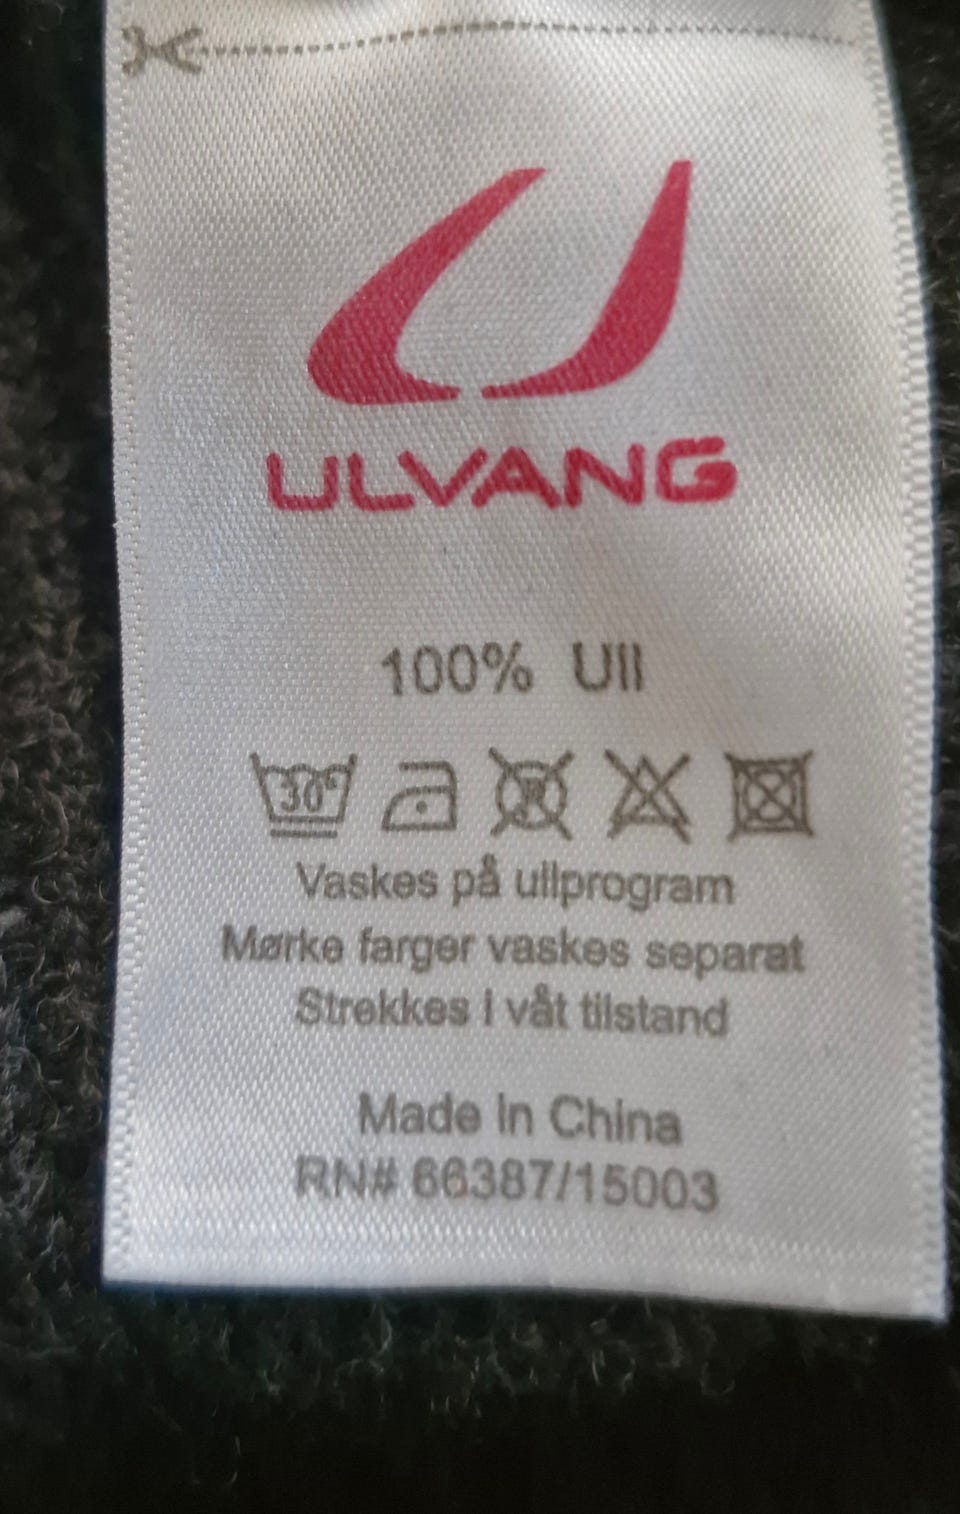 ULVANG
100% Ull
30°
P
Vaskes på ullprogram
Mørke farger vaskes separat
Strekkes i våt tilstand
Made in China
RN# 66387/15003